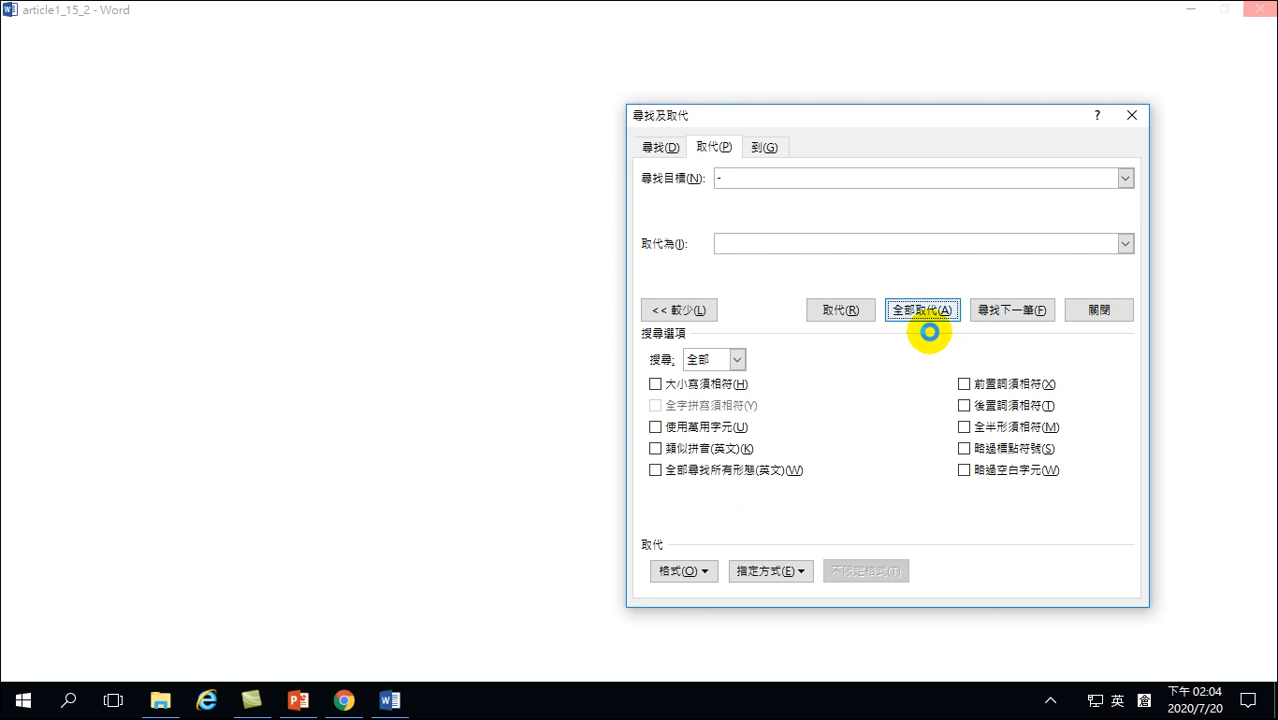 article1_15_2 - Word
尋找及取代
尋找(D) 取代(P) 到(G)
尋找目標(N): -
取代為(I):
<< 較少(L) 取代(R) 全部取代(A) 尋找下一筆(F) 關閉
搜尋選項
搜尋: 全部
大小寫須相符(H) 前置詞須相符(X)
全字拼寫須相符(Y) 後置詞須相符(T)
使用萬用字元(U) 全半形須相符(M)
類似拼音(英文)(K) 略過標點符號(S)
全部尋找所有形態(英文)(W) 略過空白字元(W)
取代
格式(O) 指定方式(E) 不限定格式(T)
英 倉 下午 02:04
2020/7/20